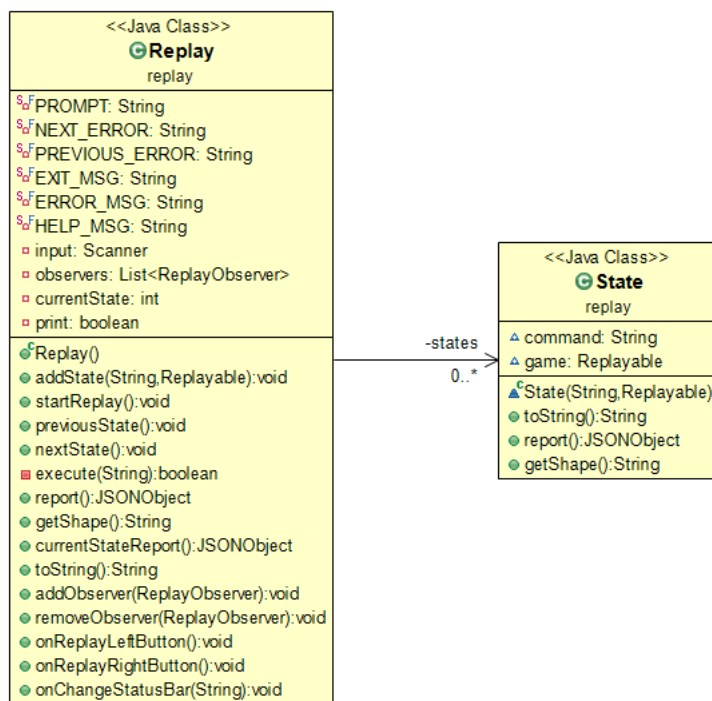 <<Java Class>>
Replay
replay
PROMPT: String
NEXT_ERROR: String
PREVIOUS_ERROR: String
EXIT_MSG: String
ERROR_MSG: String
HELP_MSG: String
input: Scanner
observers: List<ReplayObserver>
currentState: int
print: boolean
Replay()
addState(String,Replayable):void
startReplay():void
previousState():void
nextState():void
execute(String):boolean
report():JSONObject
getShape():String
currentStateReport():JSONObject
toString():String
addObserver(ReplayObserver):void
removeObserver(ReplayObserver):void
onReplayLeftButton():void
onReplayRightButton():void
onChangeStatusBar(String):void
-states
0..*
<<Java Class>>
State
replay
command: String
game: Replayable
State(String,Replayable)
toString():String
report():JSONObject
getShape():String